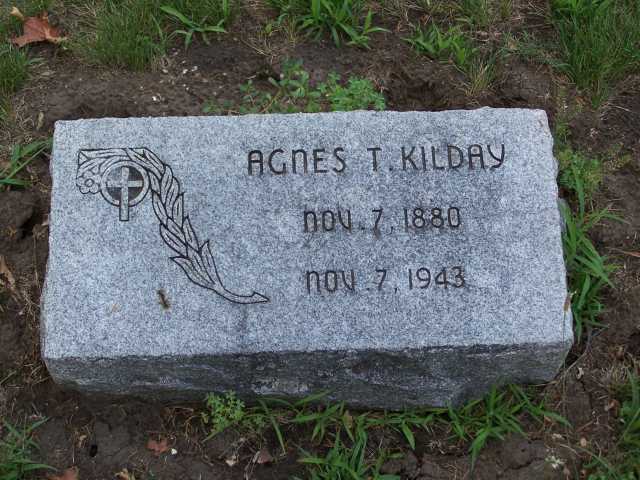 AGNES T. KILDAY
NOV. 7, 1880
NOV. 7, 1943